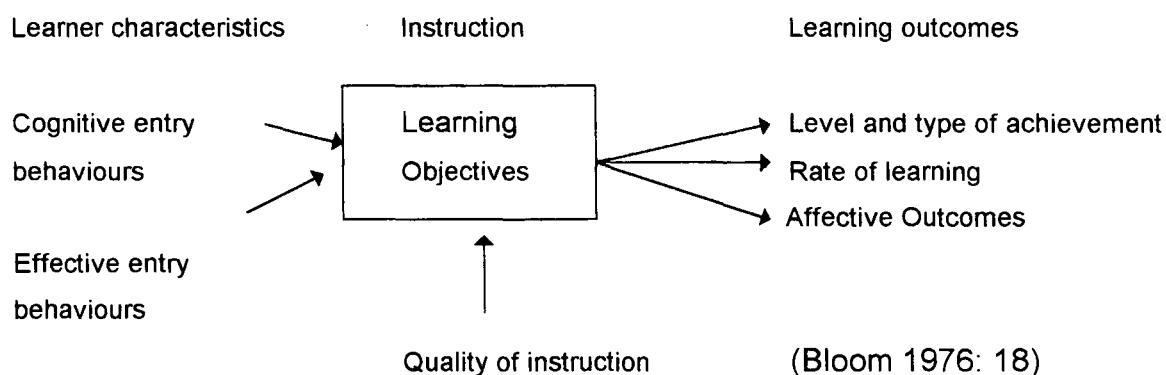 Learner characteristics
Instruction
Learning outcomes
Cognitive entry
behaviours
Effective entry
behaviours
Learning
Objectives
Quality of instruction
Level and type of achievement
Rate of learning
Affective Outcomes
(Bloom 1976: 18)